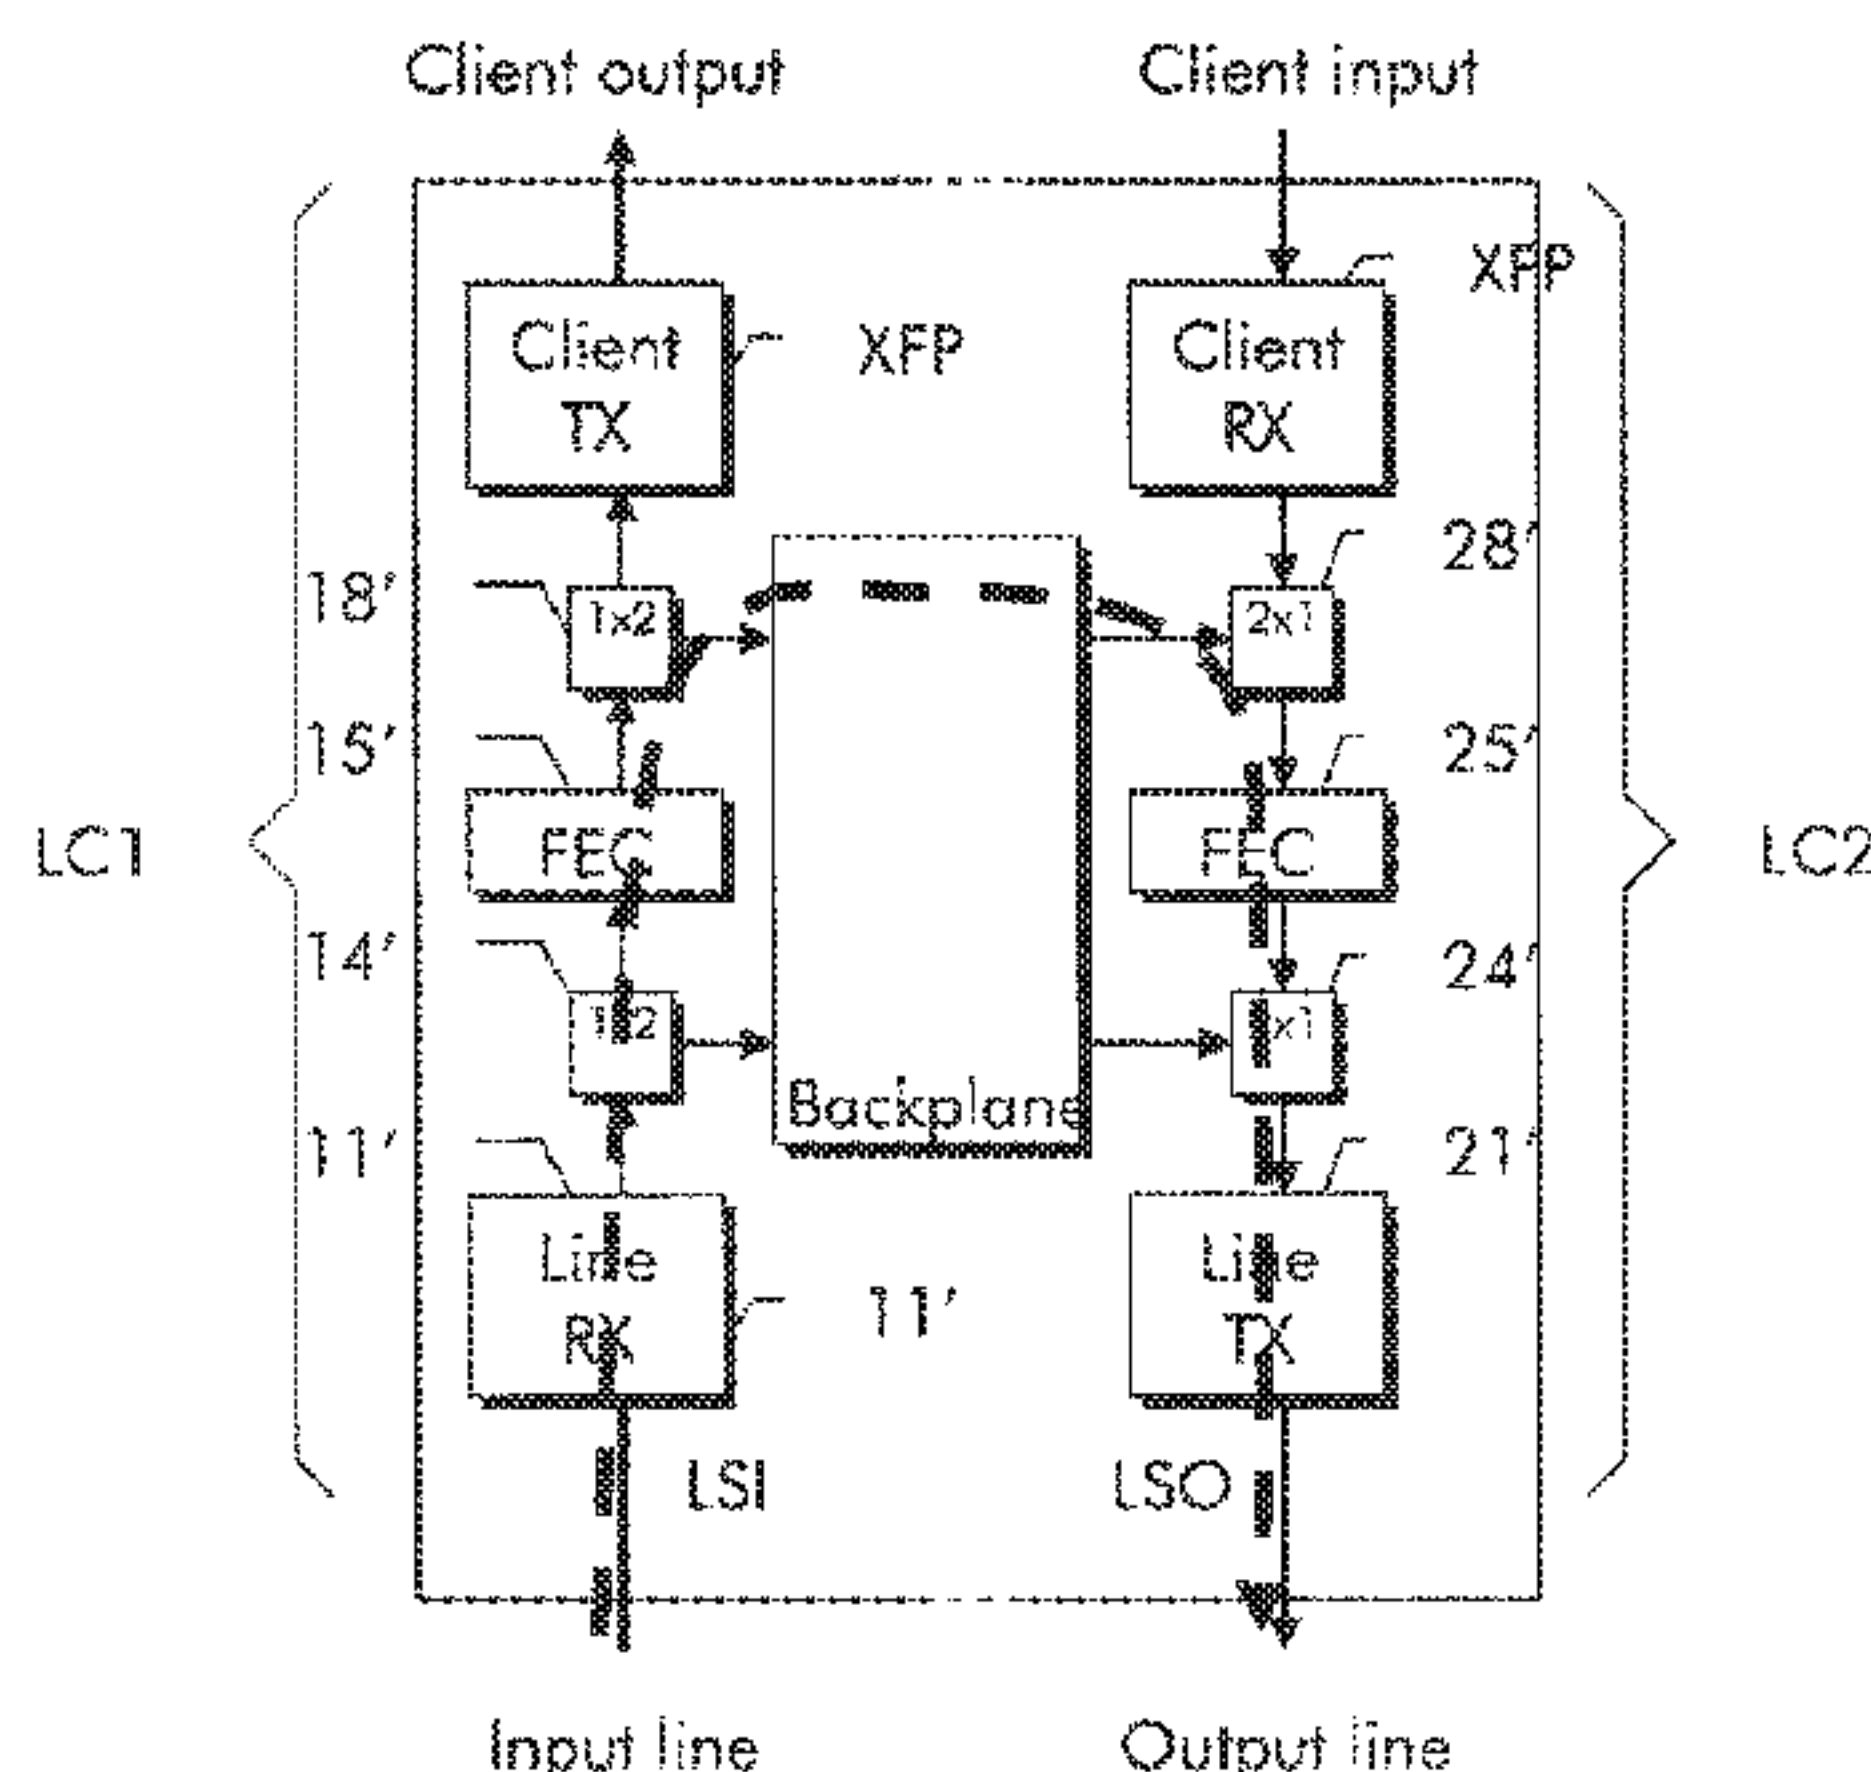 Client output
Client input
XFP
Client
TX
XFP
Client
RX
28'
18'
1x2
2x1
15'
25'
FEC
FEC
LC1
LC2
14'
24'
x1
Backplane
11'
21'
Line
RX
11'
Line
TX
LSI
LSO
Input line
Output line